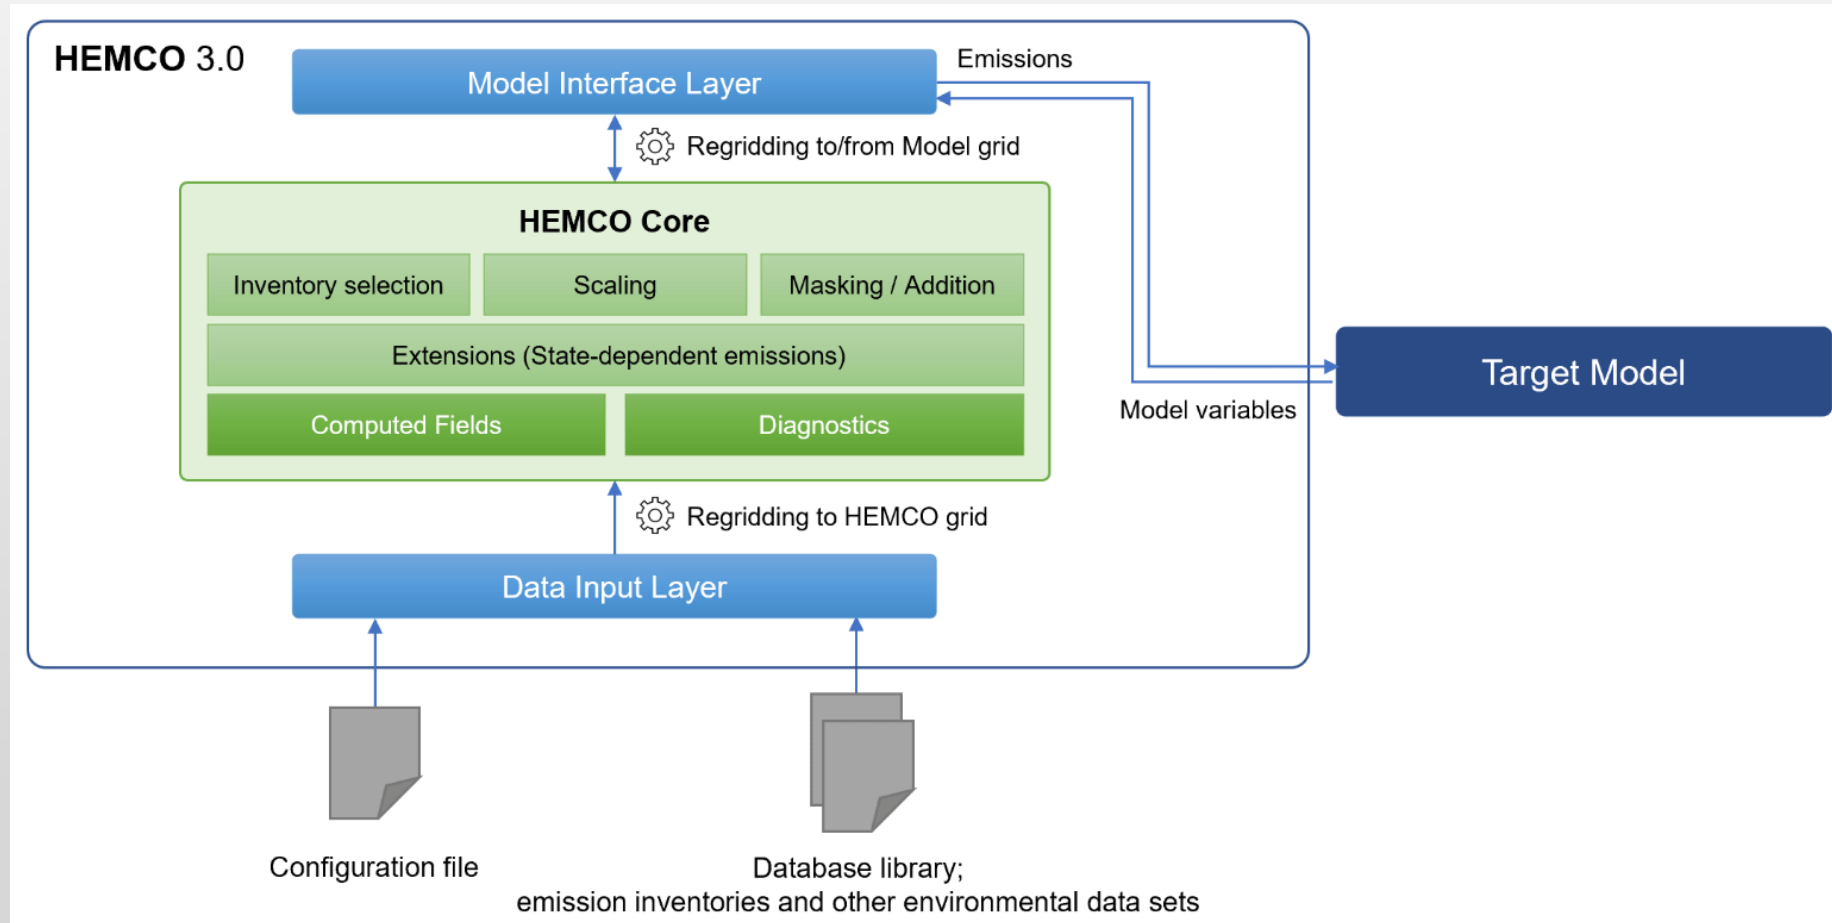 HEMCO 3.0
Model Interface Layer
Emissions
Regridding to/from Model grid
HEMCO Core
Inventory selection
Scaling
Masking / Addition
Extensions (State-dependent emissions)
Computed Fields
Diagnostics
Target Model
Model variables
Regridding to HEMCO grid
Data Input Layer
Configuration file
Database library;
emission inventories and other environmental data sets